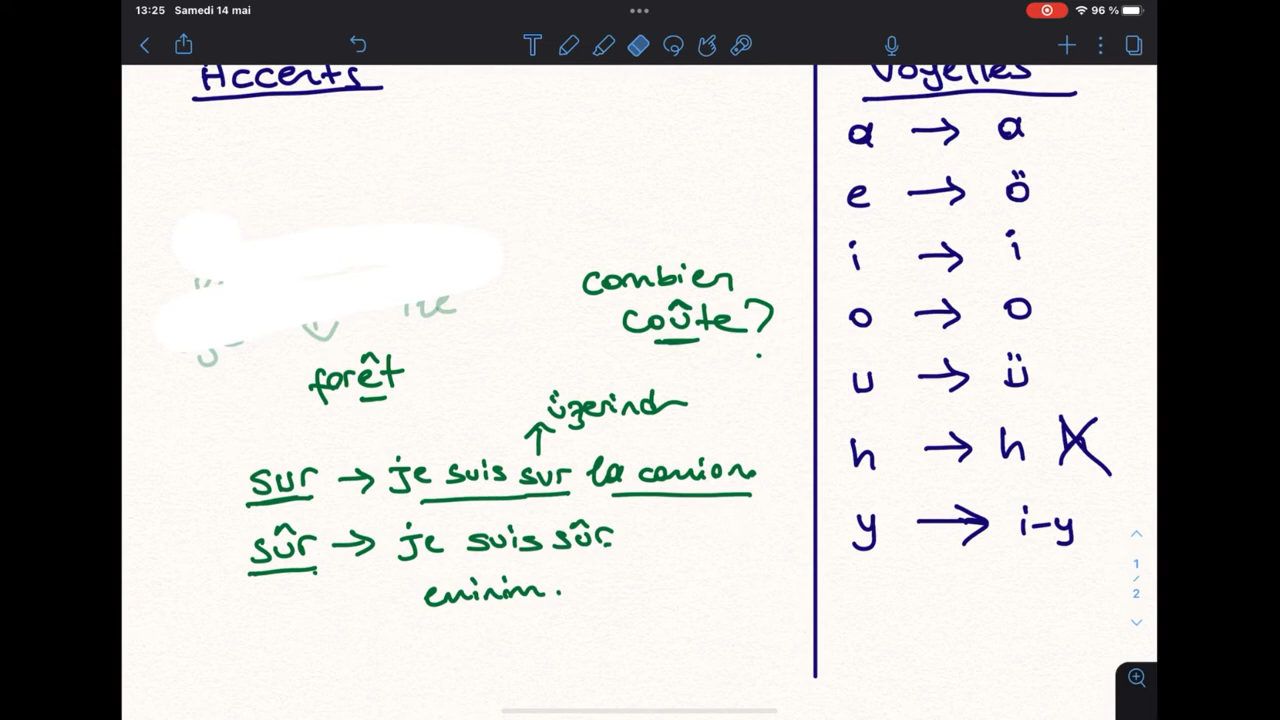 13:25 Samedi 14 mai
96 %
Accents
combien
coûte?
forêt
üzerinde
sur → je suis sur la camion
sûr → je suis sûr.
eminim.
Voyelles
a → a
e → ö
i → i
o → o
u → ü
h → h
y → i-y
1
/
2